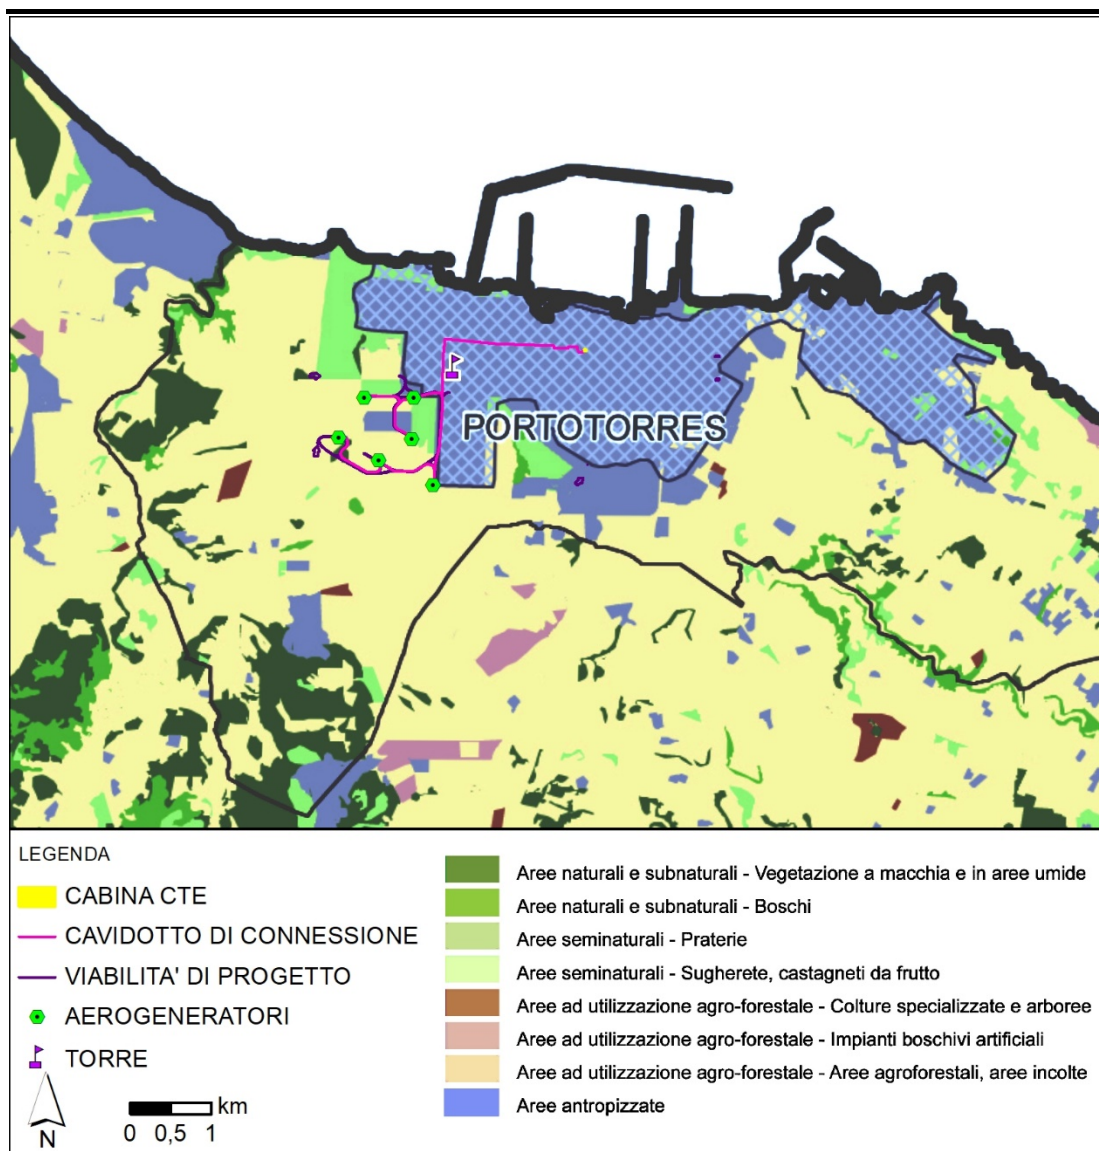 PORTOTORRES
LEGENDA
CABINA CTE
CAVIDOTTO DI CONNESSIONE
VIABILITA' DI PROGETTO
AEROGENERATORI
TORRE
N
km
0 0,5 1
Aree naturali e subnaturali - Vegetazione a macchia e in aree umide
Aree naturali e subnaturali - Boschi
Aree seminaturali - Praterie
Aree seminaturali - Sugherete, castagneti da frutto
Aree ad utilizzazione agro-forestale - Colture specializzate e arboree
Aree ad utilizzazione agro-forestale - Impianti boschivi artificiali
Aree ad utilizzazione agro-forestale - Aree agroforestali, aree incolte
Aree antropizzate